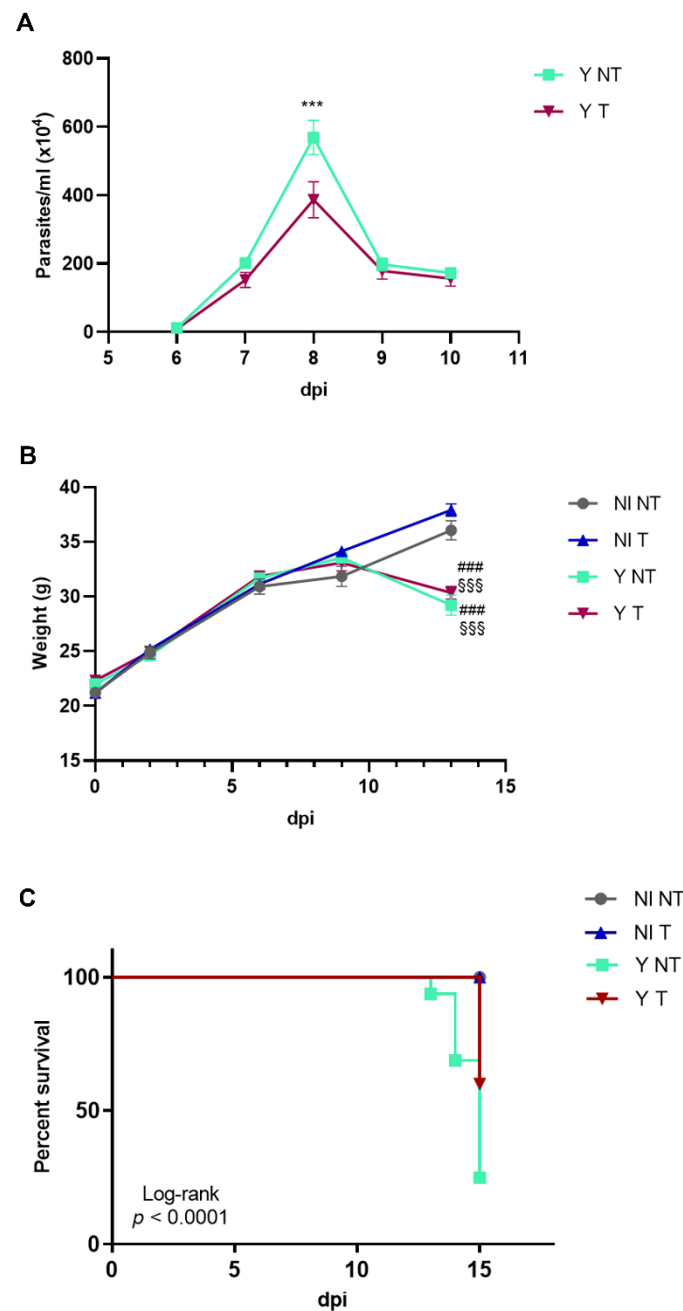 A
Parasites/ml (x10⁴)
800
600
400
200
0
***
5 6 7 8 9 10 11
dpi
Y NT
Y T
B
Weight (g)
40
35
30
25
20
15
###
§§§
###
§§§
0 5 10 15
dpi
NI NT
NI T
Y NT
Y T
C
Percent survival
100
50
0
Log-rank
p < 0.0001
0 5 10 15
dpi
NI NT
NI T
Y NT
Y T